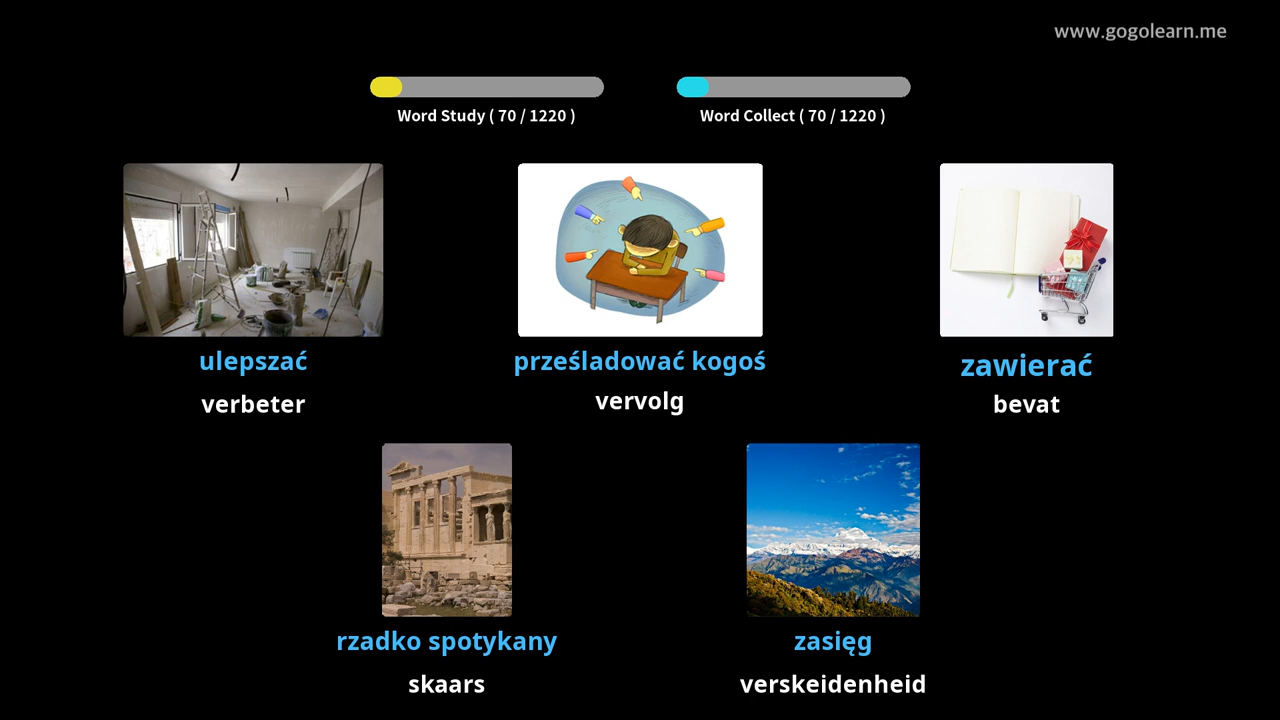 www.gogolearn.me
Word Study ( 70 / 1220 )
Word Collect ( 70 / 1220 )
ulepszać
verbeter
prześladować kogoś
vervolg
zawierać
bevat
rzadko spotykany
skaars
zasięg
verskeidenheid